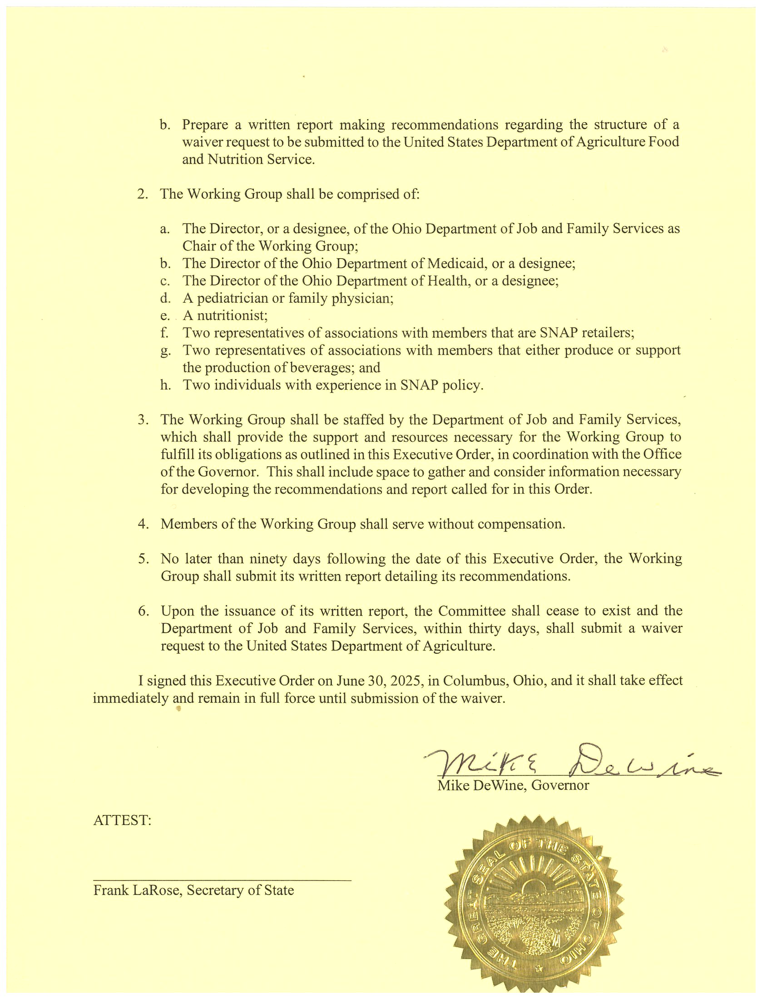 b. Prepare a written report making recommendations regarding the structure of a
waiver request to be submitted to the United States Department of Agriculture Food
and Nutrition Service.
2. The Working Group shall be comprised of:
a. The Director, or a designee, of the Ohio Department of Job and Family Services as
Chair of the Working Group;
b. The Director of the Ohio Department of Medicaid, or a designee;
c. The Director of the Ohio Department of Health, or a designee;
d. A pediatrician or family physician;
e. A nutritionist;
f. Two representatives of associations with members that are SNAP retailers;
g. Two representatives of associations with members that either produce or support
the production of beverages; and
h. Two individuals with experience in SNAP policy.
3. The Working Group shall be staffed by the Department of Job and Family Services,
which shall provide the support and resources necessary for the Working Group to
fulfill its obligations as outlined in this Executive Order, in coordination with the Office
of the Governor. This shall include space to gather and consider information necessary
for developing the recommendations and report called for in this Order.
4. Members of the Working Group shall serve without compensation.
5. No later than ninety days following the date of this Executive Order, the Working
Group shall submit its written report detailing its recommendations.
6. Upon the issuance of its written report, the Committee shall cease to exist and the
Department of Job and Family Services, within thirty days, shall submit a waiver
request to the United States Department of Agriculture.
I signed this Executive Order on June 30, 2025, in Columbus, Ohio, and it shall take effect
immediately and remain in full force until submission of the waiver.
Mike DeWine
Mike DeWine, Governor
ATTEST:
Frank LaRose, Secretary of State
THE GREAT SEAL OF THE STATE OF OHIO